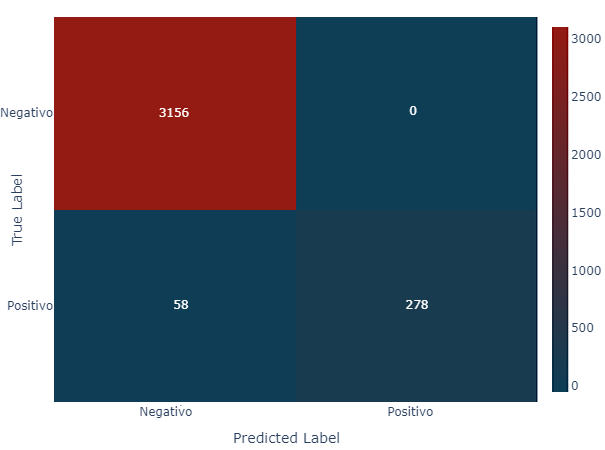 3000
Negativo
3156
0
2500
2000
True Label
1500
1000
Positivo
58
278
500
0
Negativo
Positivo
Predicted Label